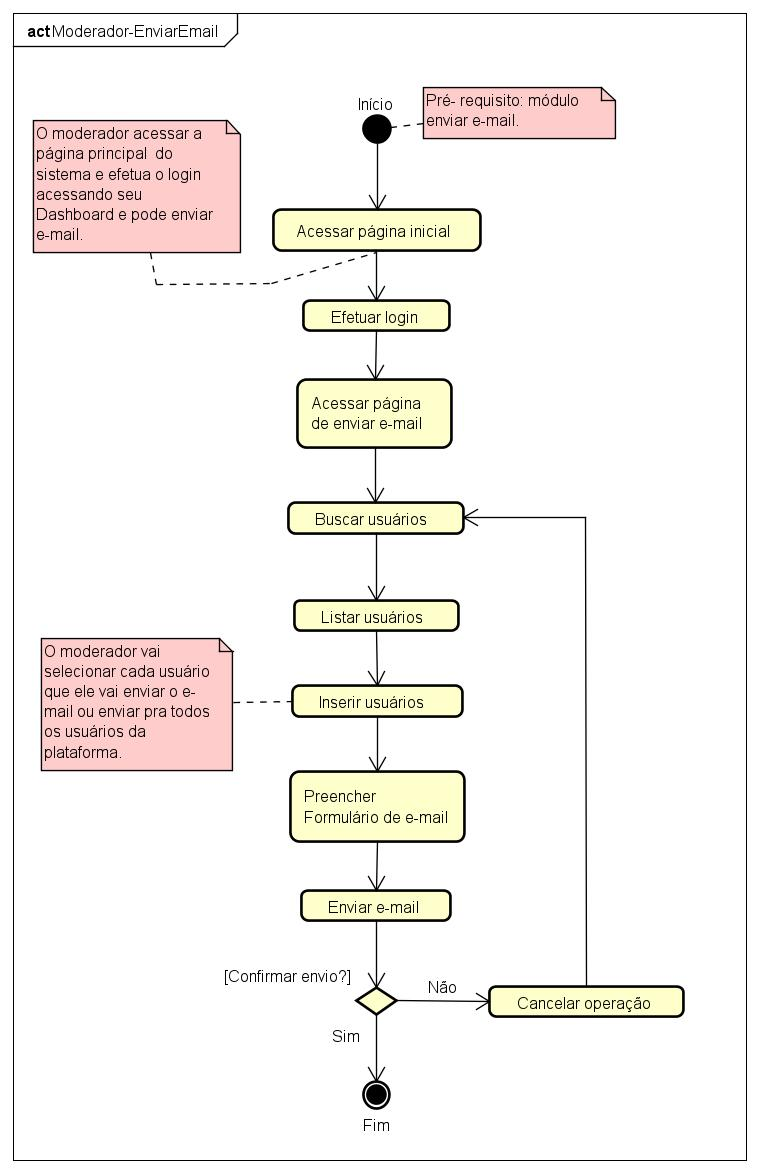 act Moderador-EnviarEmail
Início
Pré- requisito: módulo
enviar e-mail.
O moderador acessar a
página principal  do
sistema e efetua o login
acessando seu
Dashboard e pode enviar
e-mail.
Acessar página inicial
Efetuar login
Acessar página
de enviar e-mail
Buscar usuários
Listar usuários
O moderador vai
selecionar cada usuário
que ele vai enviar o e-
mail ou enviar pra todos
os usuários da
plataforma.
Inserir usuários
Preencher
Formulário de e-mail
Enviar e-mail
[Confirmar envio?]
Não
Cancelar operação
Sim
Fim